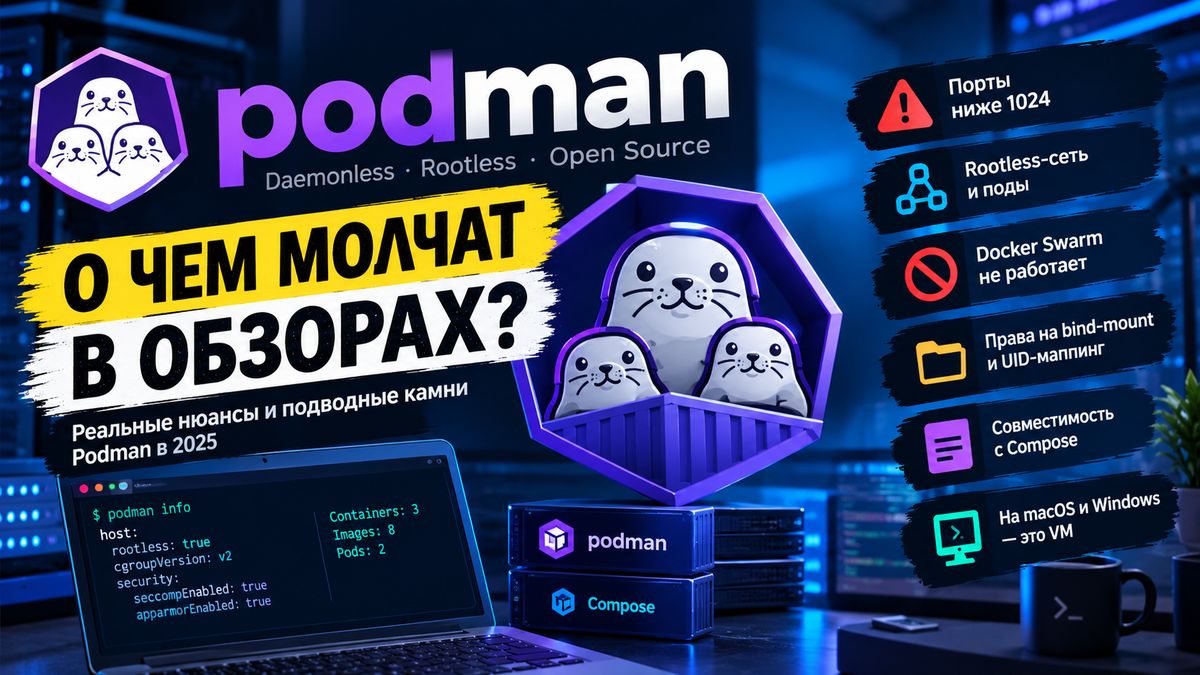 podman
Daemonless · Rootless · Open Source
О ЧЕМ МОЛЧАТ
В ОБЗОРАХ?
Реальные нюансы и подводные камни
Podman в 2025
$ podman info
host:
rootless: true
cgroupVersion: v2
security:
seccompEnabled: true
apparmorEnabled: true
Containers: 3
Images: 8
Pods: 2
podman
Compose
Порты
ниже 1024
Rootless-сеть
и поды
Docker Swarm
не работает
Права на bind-mount
и UID-маппинг
Совместимость
с Compose
На macOS и Windows
— это VM